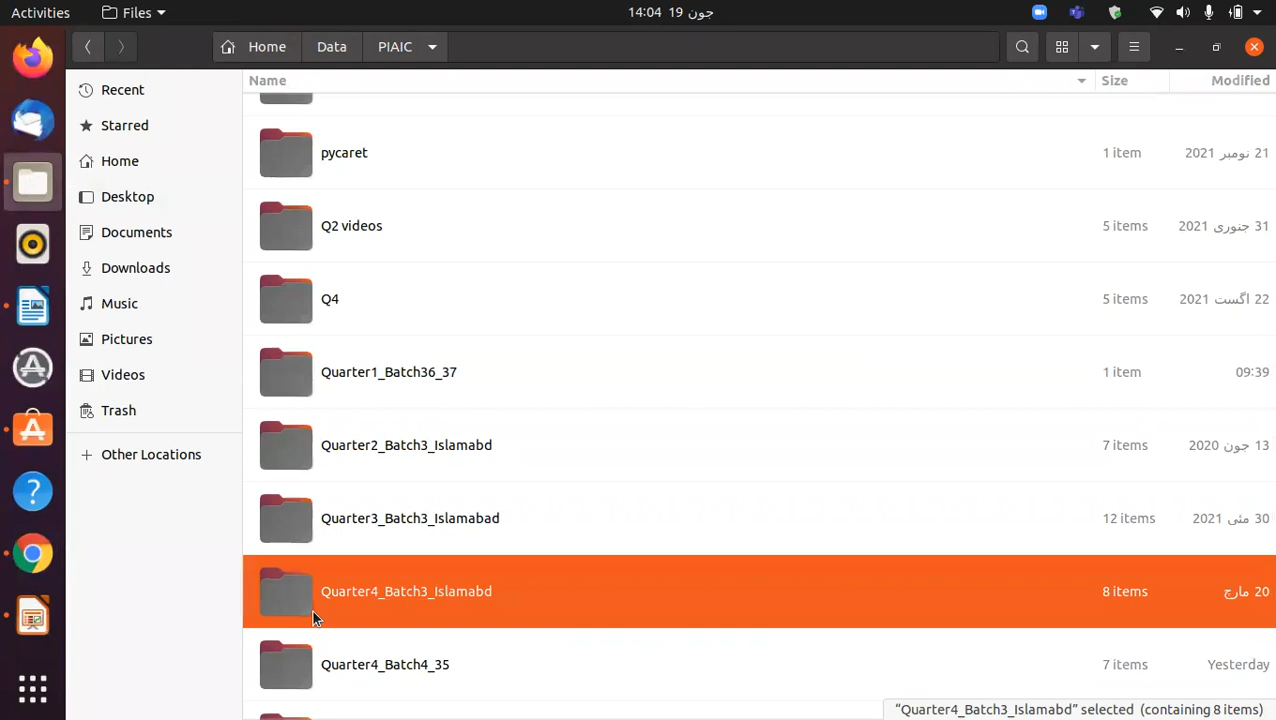 Activities
Files
14:04 19 جون
Home
Data
PIAIC
Name
Size
Modified
Recent
Starred
Home
Desktop
Documents
Downloads
Music
Pictures
Videos
Trash
Other Locations
pycaret
1 item
21 نومبر 2021
Q2 videos
5 items
31 جنوری 2021
Q4
5 items
22 اگست 2021
Quarter1_Batch36_37
1 item
09:39
Quarter2_Batch3_Islamabd
7 items
13 جون 2020
Quarter3_Batch3_Islamabad
12 items
30 مئی 2021
Quarter4_Batch3_Islamabd
8 items
20 مارچ
Quarter4_Batch4_35
7 items
Yesterday
“Quarter4_Batch3_Islamabd” selected (containing 8 items)